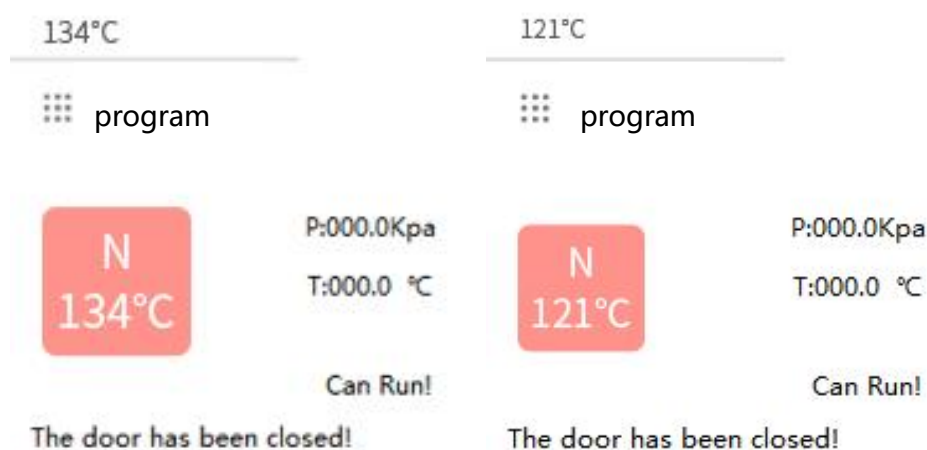 134°C
program
N
134°C
P:000.0Kpa
T:000.0 ℃
Can Run!
The door has been closed!
121°C
program
N
121°C
P:000.0Kpa
T:000.0 ℃
Can Run!
The door has been closed!